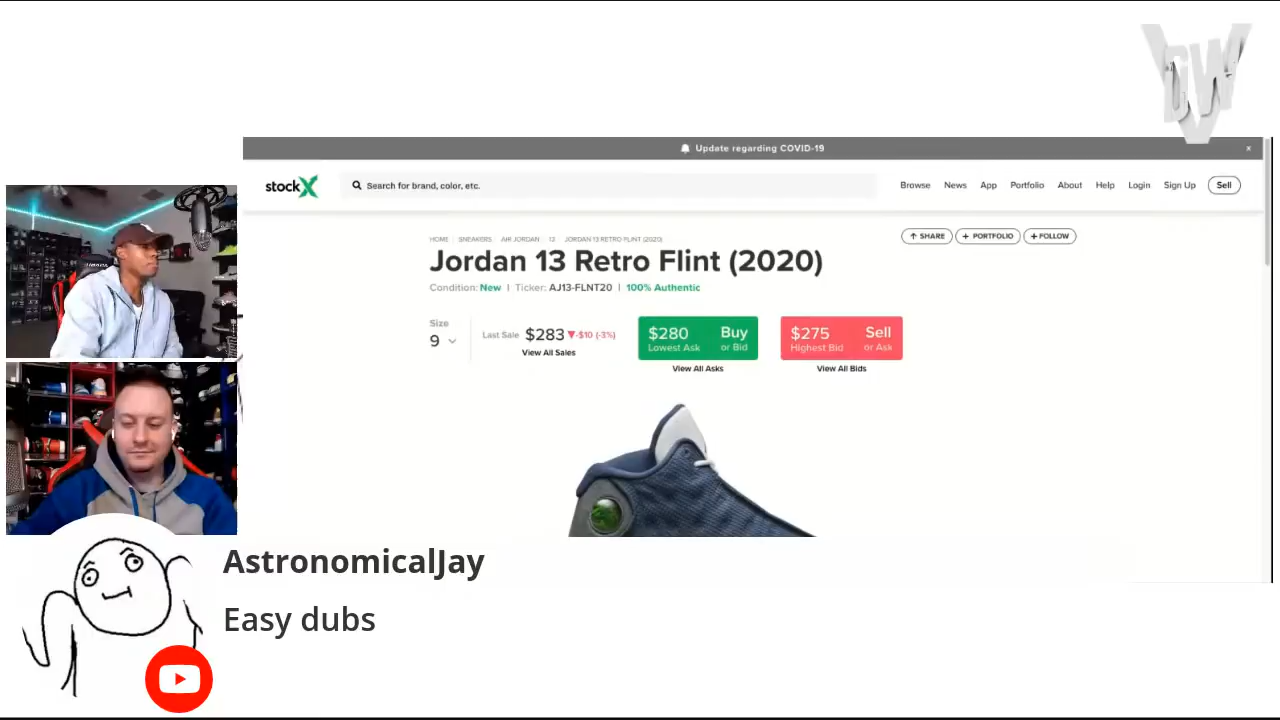 Update regarding COVID-19
x
stockX
Search for brand, color, etc.
Browse News App Portfolio About Help Login Sign Up Sell
HOME SNEAKERS AIR JORDAN 13 JORDAN 13 RETRO FLINT (2020)
SHARE + PORTFOLIO + FOLLOW
Jordan 13 Retro Flint (2020)
Condition: New | Ticker: AJ13-FLNT20 | 100% Authentic
Size
9
Last Sale $283 ▼-$10 (-3%)
View All Sales
$280 Buy
Lowest Ask or Bid
View All Asks
$275 Sell
Highest Bid or Ask
View All Bids
AstronomicalJay
Easy dubs